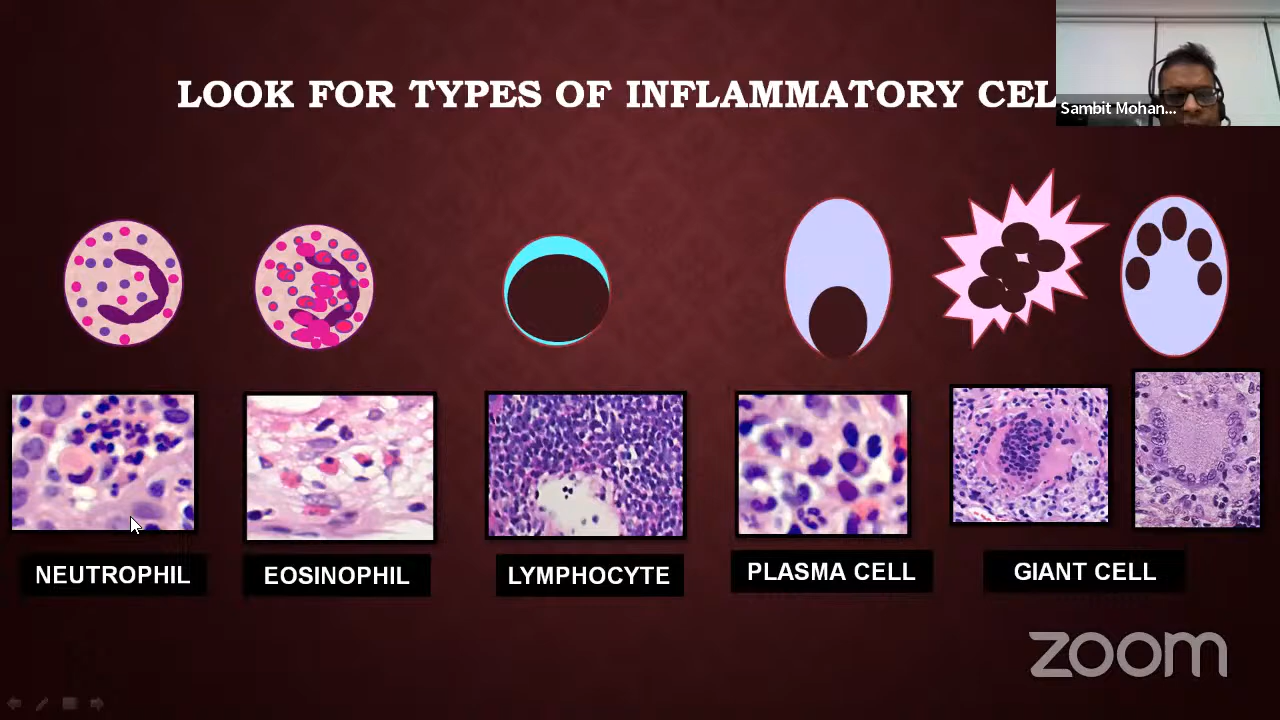 LOOK FOR TYPES OF INFLAMMATORY CEL
Sambit Mohan...
NEUTROPHIL
EOSINOPHIL
LYMPHOCYTE
PLASMA CELL
GIANT CELL
zoom